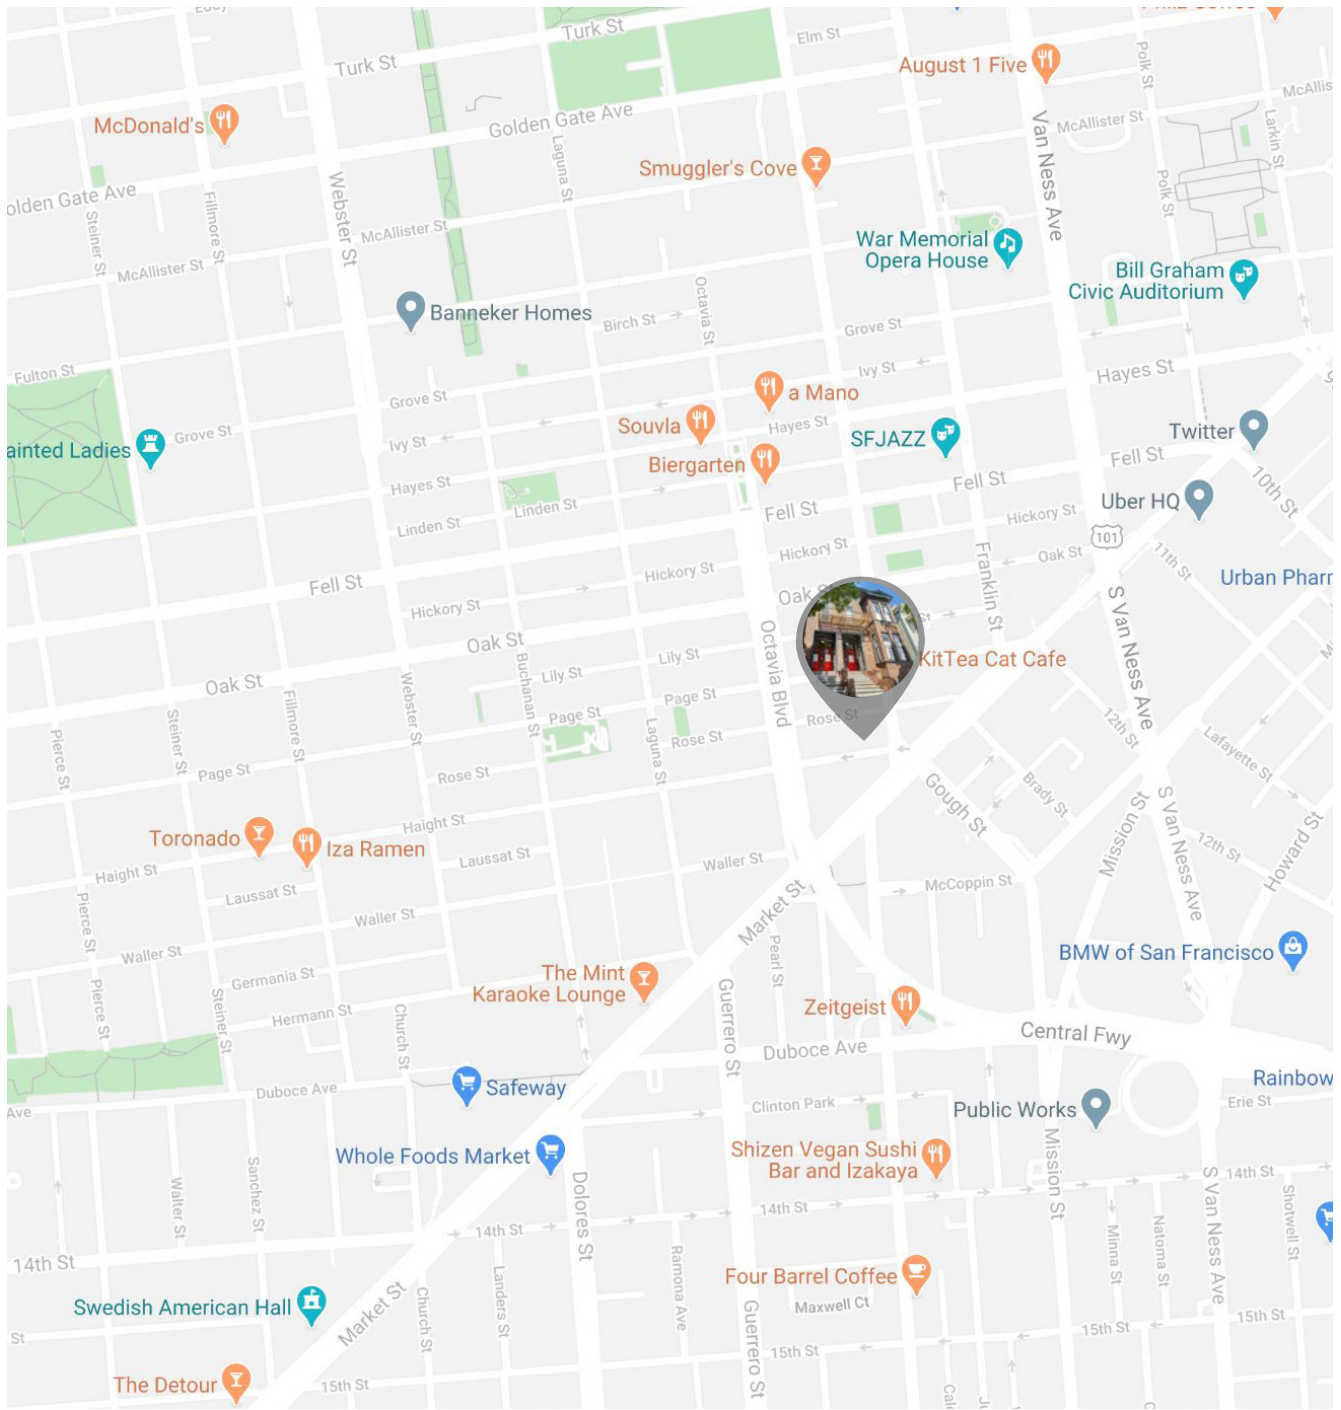 Turk St
Elm St
August 1 Five
Polk St
Turk St
McAllister St
Larkin St
McDonald's
Golden Gate Ave
Van Ness Ave
Laguna St
Smuggler's Cove
Webster St
Polk St
Fillmore St
Steiner St
McAllister St
War Memorial
Opera House
McAllister St
Bill Graham
Civic Auditorium
Octavia St
Banneker Homes
Birch St
Grove St
Fulton St
Ivy St
Hayes St
Grove St
a Mano
Souvla
Hayes St
SFJAZZ
Twitter
Grove St
Ivy St
Biergarten
Fell St
Hayes St
Fell St
10th St
Linden St
Linden St
Fell St
Hickory St
Uber HQ
101
Hickory St
Oak St
11th St
Hickory St
Fell St
Franklin St
Urban Phar
Oak
Hickory St
S Van Ness Ave
Oak St
Octavia Blvd
Lily St
KitTea Cat Cafe
Buchanan St
Lily St
Oak St
Page St
Webster St
Fillmore St
Page St
Rose St
12th St
Steiner St
Laguna St
Rose St
Lafayette St
Pierce St
Page St
Rose St
Brady St
Gough St
Mission St
S Van Ness Ave
Haight St
Toronado
Iza Ramen
12th St
Howard St
Laussat St
Waller St
Haight St
Laussat St
McCoppin St
Pierce St
Waller St
Market St
Waller St
Pearl St
BMW of San Francisco
Germania St
The Mint
Karaoke Lounge
Pierce St
Hermann St
Steiner St
Church St
Guerrero St
Zeitgeist
Central Fwy
Duboce Ave
Safeway
Duboce Ave
Rainbow
Ave
Clinton Park
Public Works
Erie St
Shizen Vegan Sushi
Bar and Izakaya
Whole Foods Market
Mission St
14th St
Sanchez St
Walter St
Dolores St
S Van Ness Ave
Shotwell St
14th St
14th St
Minna St
Natoma St
14th St
Ramona Ave
Four Barrel Coffee
Landers St
Maxwell Ct
Swedish American Hall
Market St
Church St
Guerrero St
15th St
15th St
St
15th St
The Detour
15th St